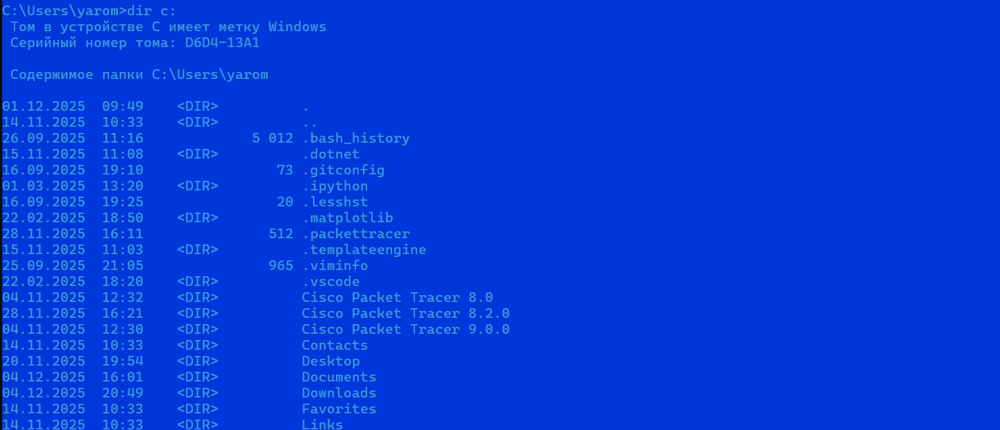 C:\Users\yarom>dir c:
Том в устройстве C имеет метку Windows
Серийный номер тома: D6D4-13A1
Содержимое папки C:\Users\yarom
01.12.2025  09:49    <DIR>          .
14.11.2025  10:33    <DIR>          ..
26.09.2025  11:16             5 012 .bash_history
15.11.2025  11:08    <DIR>          .dotnet
16.09.2025  19:10                73 .gitconfig
01.03.2025  13:20    <DIR>          .ipython
16.09.2025  19:25                20 .lesshst
22.02.2025  18:50    <DIR>          .matplotlib
28.11.2025  16:11               512 .packettracer
15.11.2025  11:03    <DIR>          .templateengine
25.09.2025  21:05               965 .viminfo
22.02.2025  18:20    <DIR>          .vscode
04.11.2025  12:32    <DIR>          Cisco Packet Tracer 8.0
28.11.2025  16:21    <DIR>          Cisco Packet Tracer 8.2.0
04.11.2025  12:30    <DIR>          Cisco Packet Tracer 9.0.0
14.11.2025  10:33    <DIR>          Contacts
20.11.2025  19:54    <DIR>          Desktop
04.12.2025  16:01    <DIR>          Documents
04.12.2025  20:49    <DIR>          Downloads
14.11.2025  10:33    <DIR>          Favorites
14.11.2025  10:33    <DIR>          Links